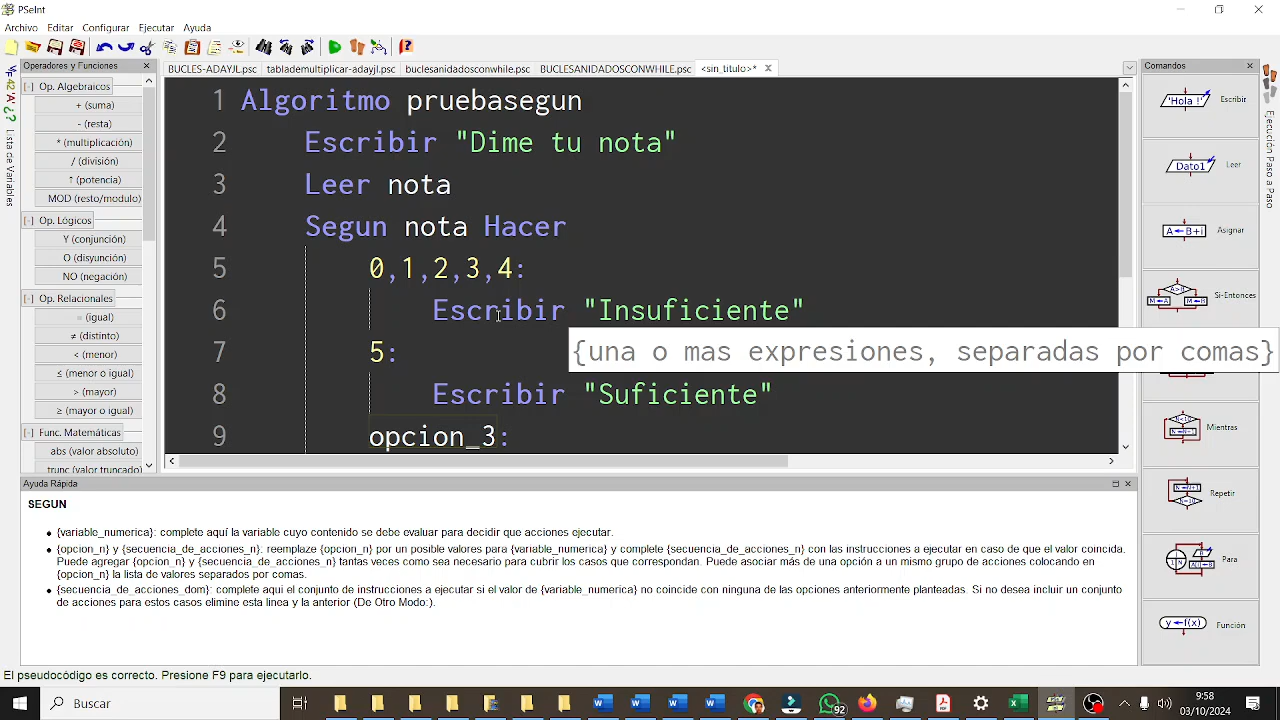 PSeInt
Archivo Editar Configurar Ejecutar Ayuda
Operadores y Funciones
BUCLES-ADAYJL.psc tablademultiplicar-adayjl.psc buclesanidadosconwhile.psc BUCLESANIDADOSCONWHILE.psc <sin_titulo>*
Comandos
Lista de Variables
Op. Algebraicos
+ (suma)
- (resta)
* (multiplicación)
/ (división)
↑ (potencia)
MOD (resto/modulo)
Op. Lógicos
Y (conjunción)
O (disyunción)
NO (negación)
Op. Relacionales
= (igual)
≠ (distinto)
< (menor)
≤ (menor o igual)
> (mayor)
≥ (mayor o igual)
Func. Matemáticas
abs (valor absoluto)
trunc (valor truncado)
1 Algoritmo pruebasegun
2 Escribir "Dime tu nota"
3 Leer nota
4 Segun nota Hacer
5 0,1,2,3,4:
6 Escribir "Insuficiente"
7 5:
{una o mas expresiones, separadas por comas}
8 Escribir "Suficiente"
9 opcion_3:
'Hola !' Escribir
Dato1 Leer
A←B+i Asignar
Si-Entonces
Mientras
Repetir
Para
y←f(x) Función
Ejecución Paso a Paso
Ayuda Rápida
SEGUN
{variable_numerica}: complete aquí la variable cuyo contenido se debe evaluar para decidir que acciones ejecutar.
{opcion_n} y {secuencia_de_acciones_n}: reemplaze {opcion_n} por un posible valores para {variable_numerica} y complete {secuencia_de_acciones_n} con las instrucciones a ejecutar en caso de que el valor coincida.
Puede agregar {opcion_n} y {secuencia_de_acciones_n} tantas veces como sea necesario para cubrir los casos que correspondan. Puede asociar más de una opción a un mismo grupo de acciones colocando en
{opcion_n} la lista de valores separados por comas.
{secuencia_de_acciones_dom}: complete aqui el conjunto de instrucciones a ejecutar si el valor de {variable_numerica} no coincide con ninguna de las opciones anteriormente planteadas. Si no desea incluir un conjunto
de acciones para estos casos elimine esta linea y la anterior (De Otro Modo:).
El pseudocódigo es correcto. Presione F9 para ejecutarlo.
Buscar
92
9:58
03/10/2024